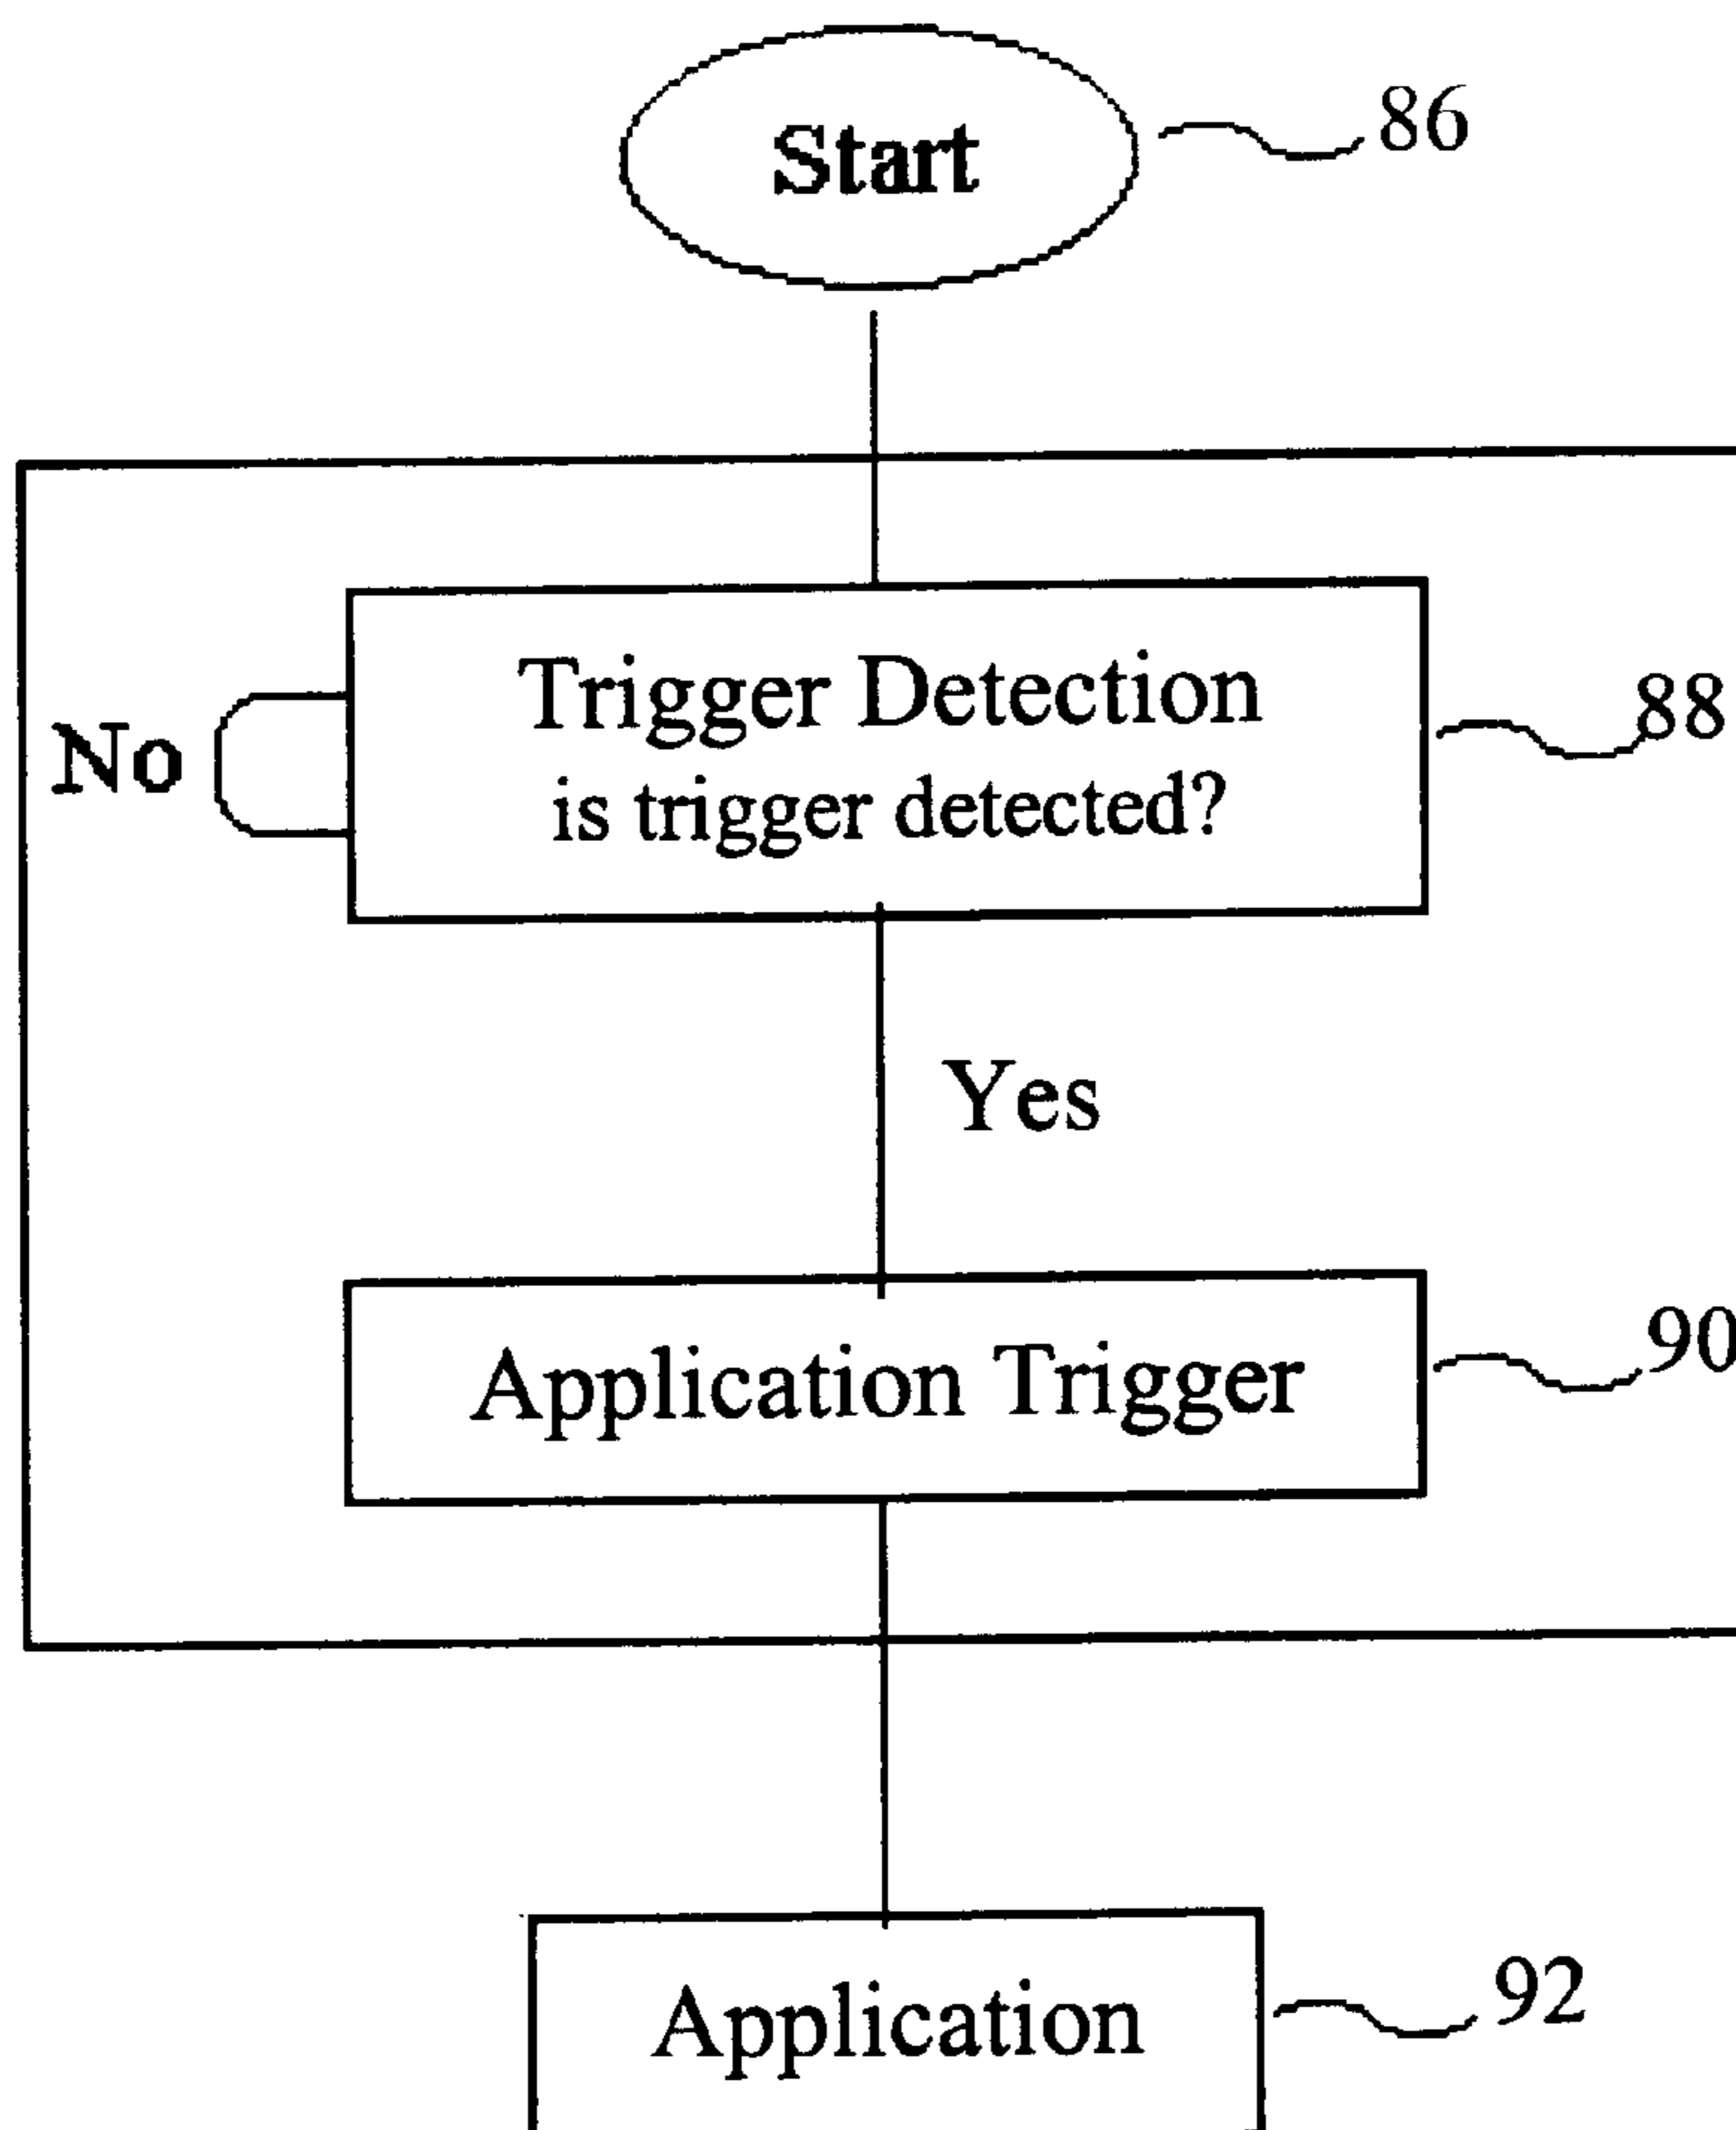 Start
86
Trigger Detection
is trigger detected?
88
No
Yes
Application Trigger
90
Application
92